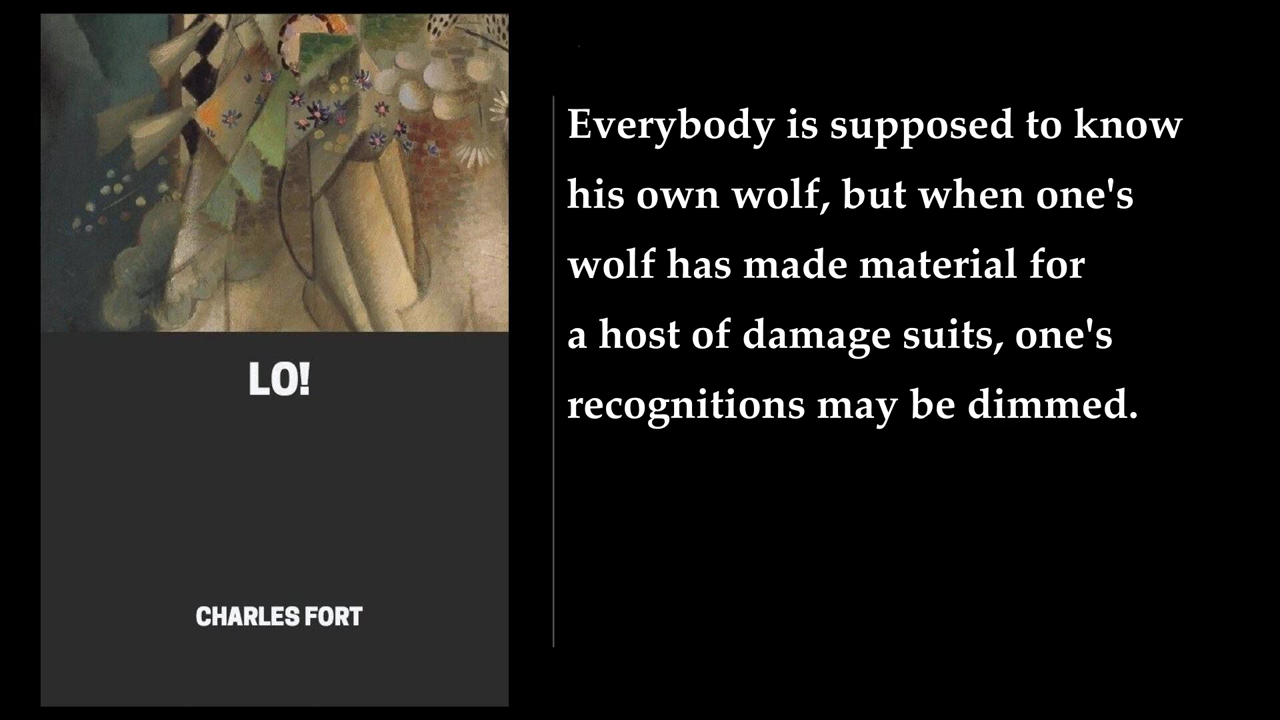 LO!
CHARLES FORT
Everybody is supposed to know
his own wolf, but when one's
wolf has made material for
a host of damage suits, one's
recognitions may be dimmed.